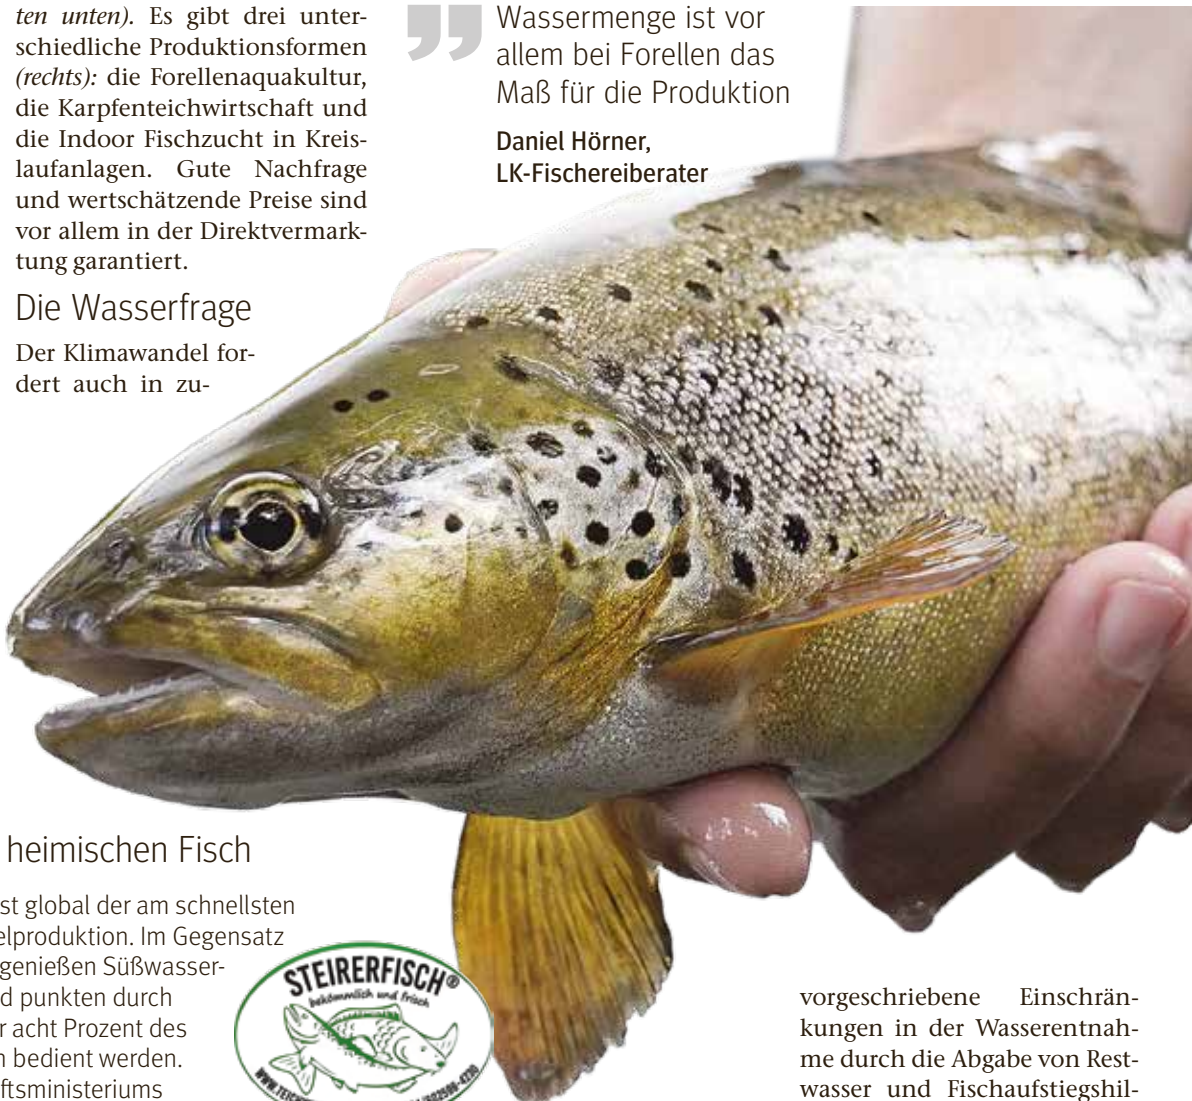 ten unten). Es gibt drei unter-
schiedliche Produktionsformen
(rechts): die Forellenaquakultur,
die Karpfenteichwirtschaft und
die Indoor Fischzucht in Kreis-
laufanlagen. Gute Nachfrage
und wertschätzende Preise sind
vor allem in der Direktvermark-
tung garantiert.
Die Wasserfrage
Der Klimawandel for-
dert auch in zu-
Wassermenge ist vor
allem bei Forellen das
Maß für die Produktion
Daniel Hörner,
LK-Fischereiberater
heimischen Fisch
st global der am schnellsten
elproduktion. Im Gegensatz
genießen Süßwasser-
d punkten durch
r acht Prozent des
n bedient werden.
ftsministeriums
STEIRERFISCH®
bekömmlich und frisch
vorgeschriebene Einschrän-
kungen in der Wasserentnah-
me durch die Abgabe von Rest-
wasser und Fischaufstiegshil-